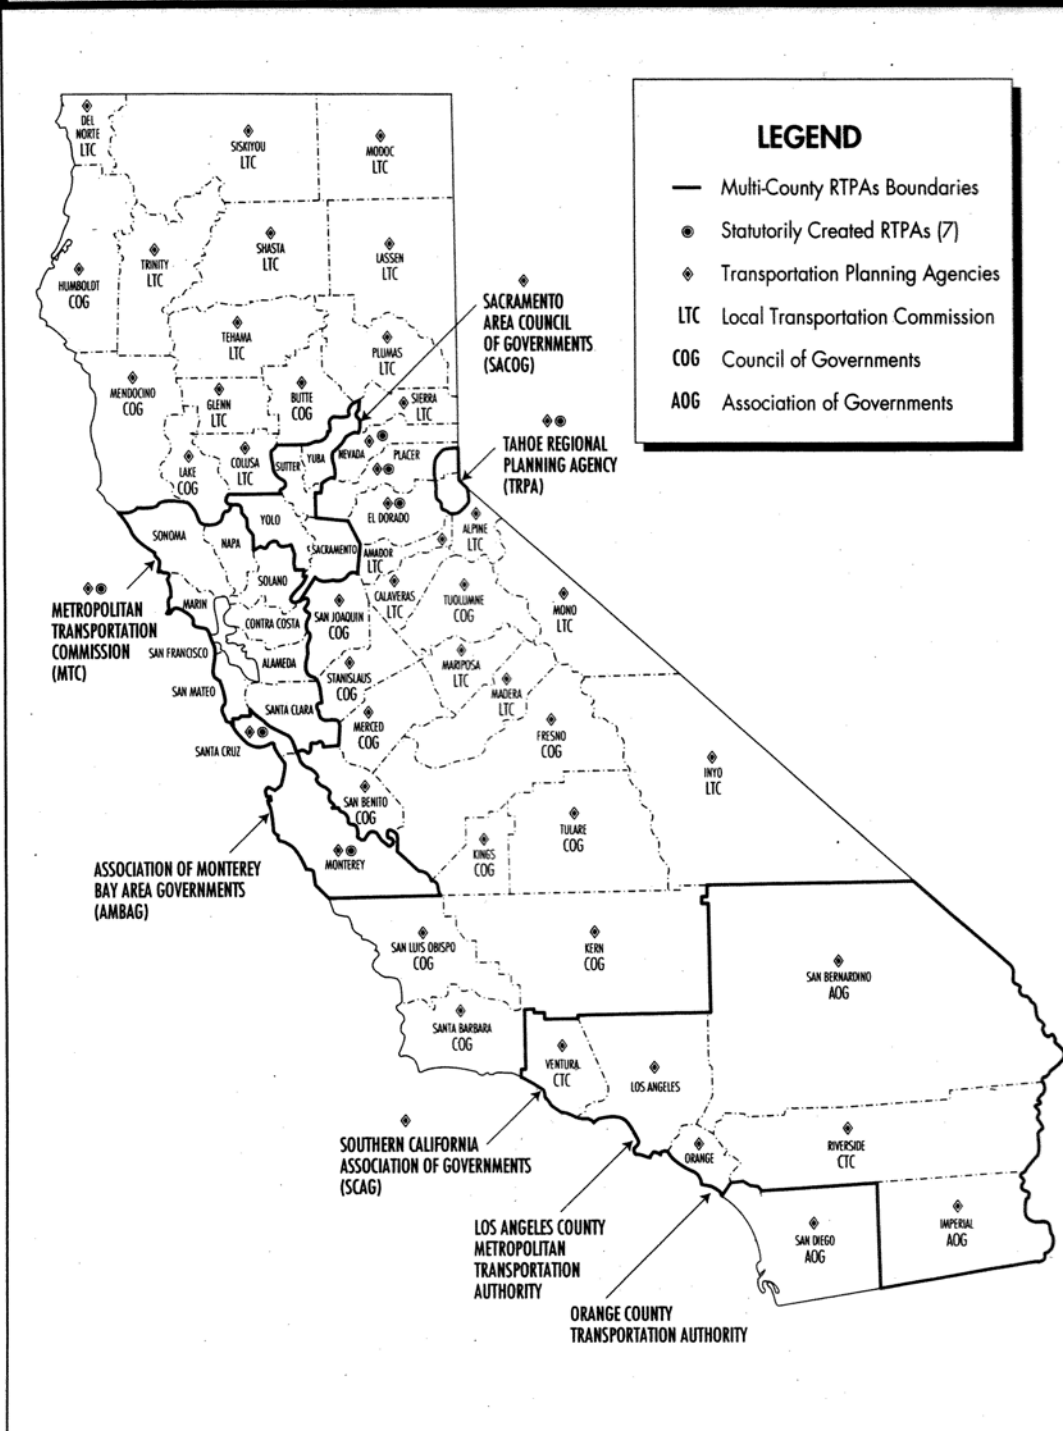 LEGEND
Multi-County RTPAs Boundaries
Statutorily Created RTPAs (7)
Transportation Planning Agencies
LTC Local Transportation Commission
COG Council of Governments
AOG Association of Governments
DEL
NORTE
LTC
SISKIYOU
LTC
MODOC
LTC
HUMBOLDT
COG
TRINITY
LTC
SHASTA
LTC
LASSEN
LTC
SACRAMENTO
AREA COUNCIL
OF GOVERNMENTS
(SACOG)
TEHAMA
LTC
PLUMAS
LTC
MENDOCINO
COG
GLENN
LTC
BUTTE
COG
SIERRA
LTC
TAHOE REGIONAL
PLANNING AGENCY
(TRPA)
LAKE
COG
COLUSA
LTC
SUTTER
YUBA
NEVADA
PLACER
EL DORADO
SONOMA
NAPA
YOLO
SACRAMENTO
AMADOR
LTC
ALPINE
LTC
SOLANO
CALAVERAS
LTC
TUOLUMNE
COG
MONO
LTC
METROPOLITAN
TRANSPORTATION
COMMISSION
(MTC)
MARIN
CONTRA COSTA
SAN JOAQUIN
COG
SAN FRANCISCO
ALAMEDA
STANISLAUS
COG
MARIPOSA
LTC
MADERA
LTC
SAN MATEO
SANTA CLARA
MERCED
COG
FRESNO
COG
SANTA CRUZ
INYO
LTC
SAN BENITO
COG
KINGS
COG
TULARE
COG
MONTEREY
ASSOCIATION OF MONTEREY
BAY AREA GOVERNMENTS
(AMBAG)
SAN LUIS OBISPO
COG
KERN
COG
SAN BERNARDINO
AOG
SANTA BARBARA
COG
VENTURA
CTC
LOS ANGELES
SOUTHERN CALIFORNIA
ASSOCIATION OF GOVERNMENTS
(SCAG)
ORANGE
RIVERSIDE
CTC
LOS ANGELES COUNTY
METROPOLITAN
TRANSPORTATION
AUTHORITY
SAN DIEGO
AOG
IMPERIAL
AOG
ORANGE COUNTY
TRANSPORTATION AUTHORITY